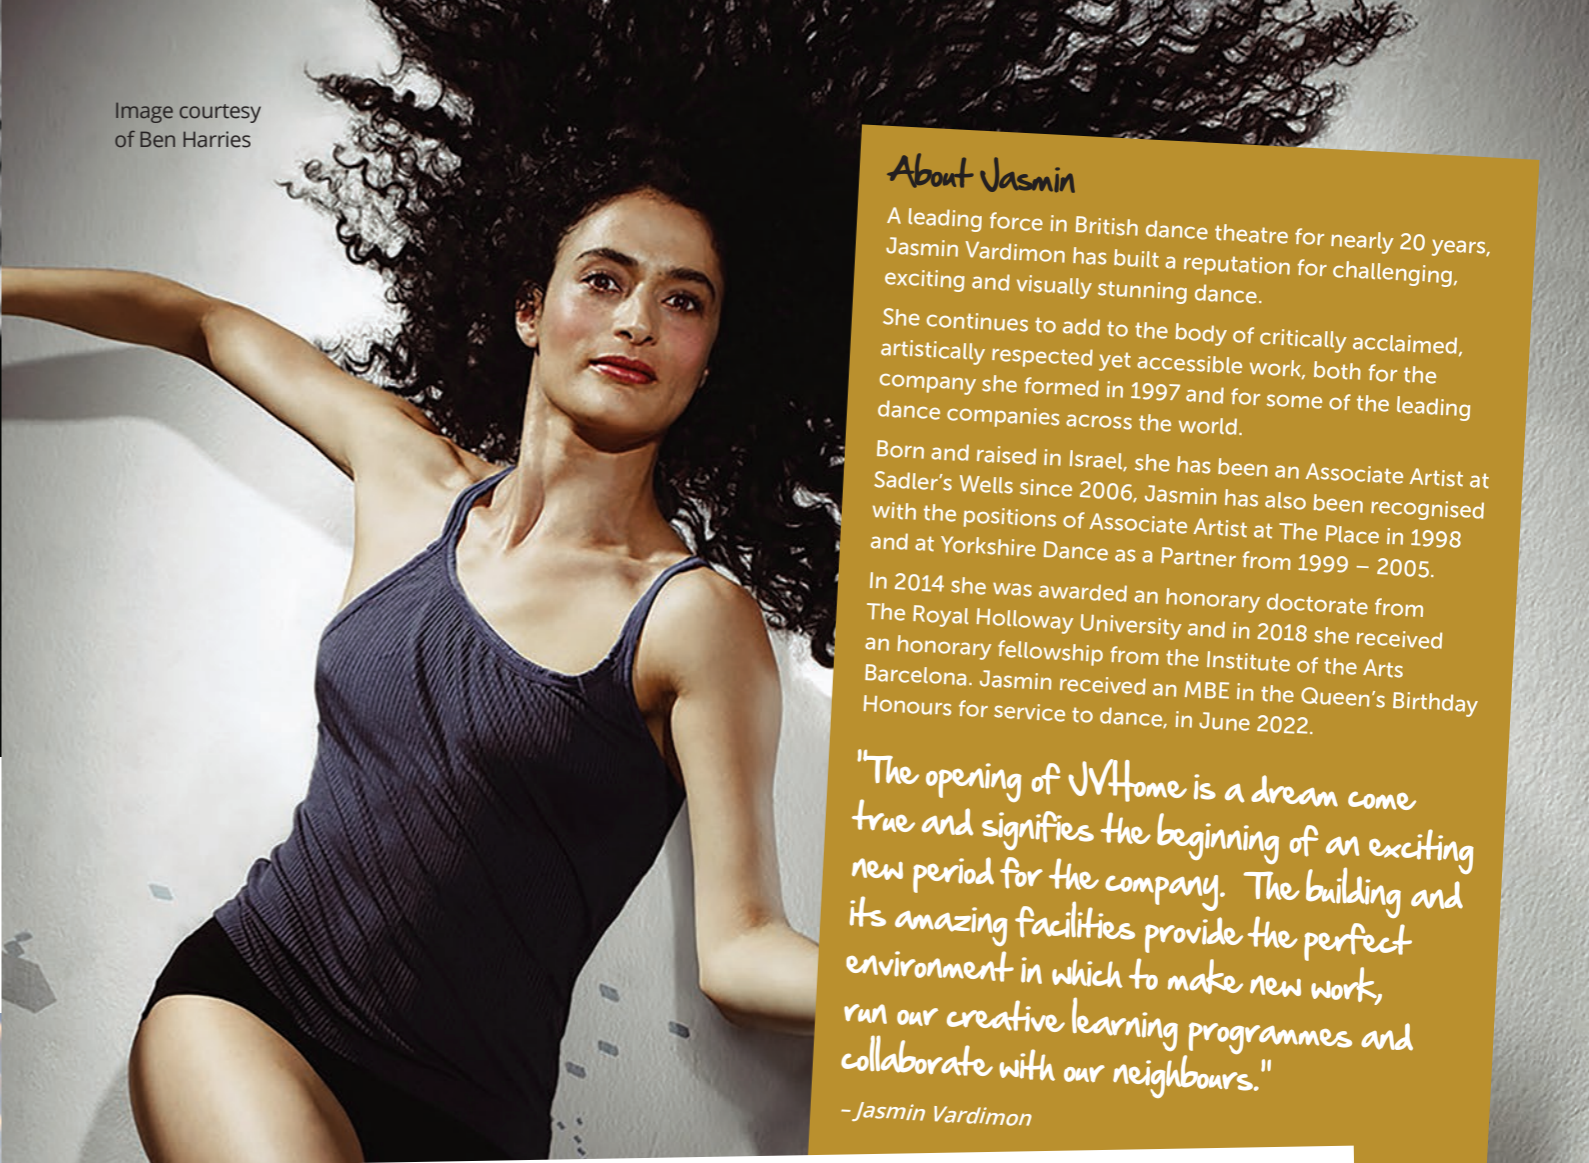 Image courtesy
of Ben Harries
About Jasmin
A leading force in British dance theatre for nearly 20 years,
Jasmin Vardimon has built a reputation for challenging,
exciting and visually stunning dance.
She continues to add to the body of critically acclaimed,
artistically respected yet accessible work, both for the
company she formed in 1997 and for some of the leading
dance companies across the world.
Born and raised in Israel, she has been an Associate Artist at
Sadler’s Wells since 2006, Jasmin has also been recognised
with the positions of Associate Artist at The Place in 1998
and at Yorkshire Dance as a Partner from 1999 – 2005.
In 2014 she was awarded an honorary doctorate from
The Royal Holloway University and in 2018 she received
an honorary fellowship from the Institute of the Arts
Barcelona. Jasmin received an MBE in the Queen’s Birthday
Honours for service to dance, in June 2022.
"The opening of JVHome is a dream come
true and signifies the beginning of an exciting
new period for the company. The building and
its amazing facilities provide the perfect
environment in which to make new work,
run our creative learning programmes and
collaborate with our neighbours."
– Jasmin Vardimon